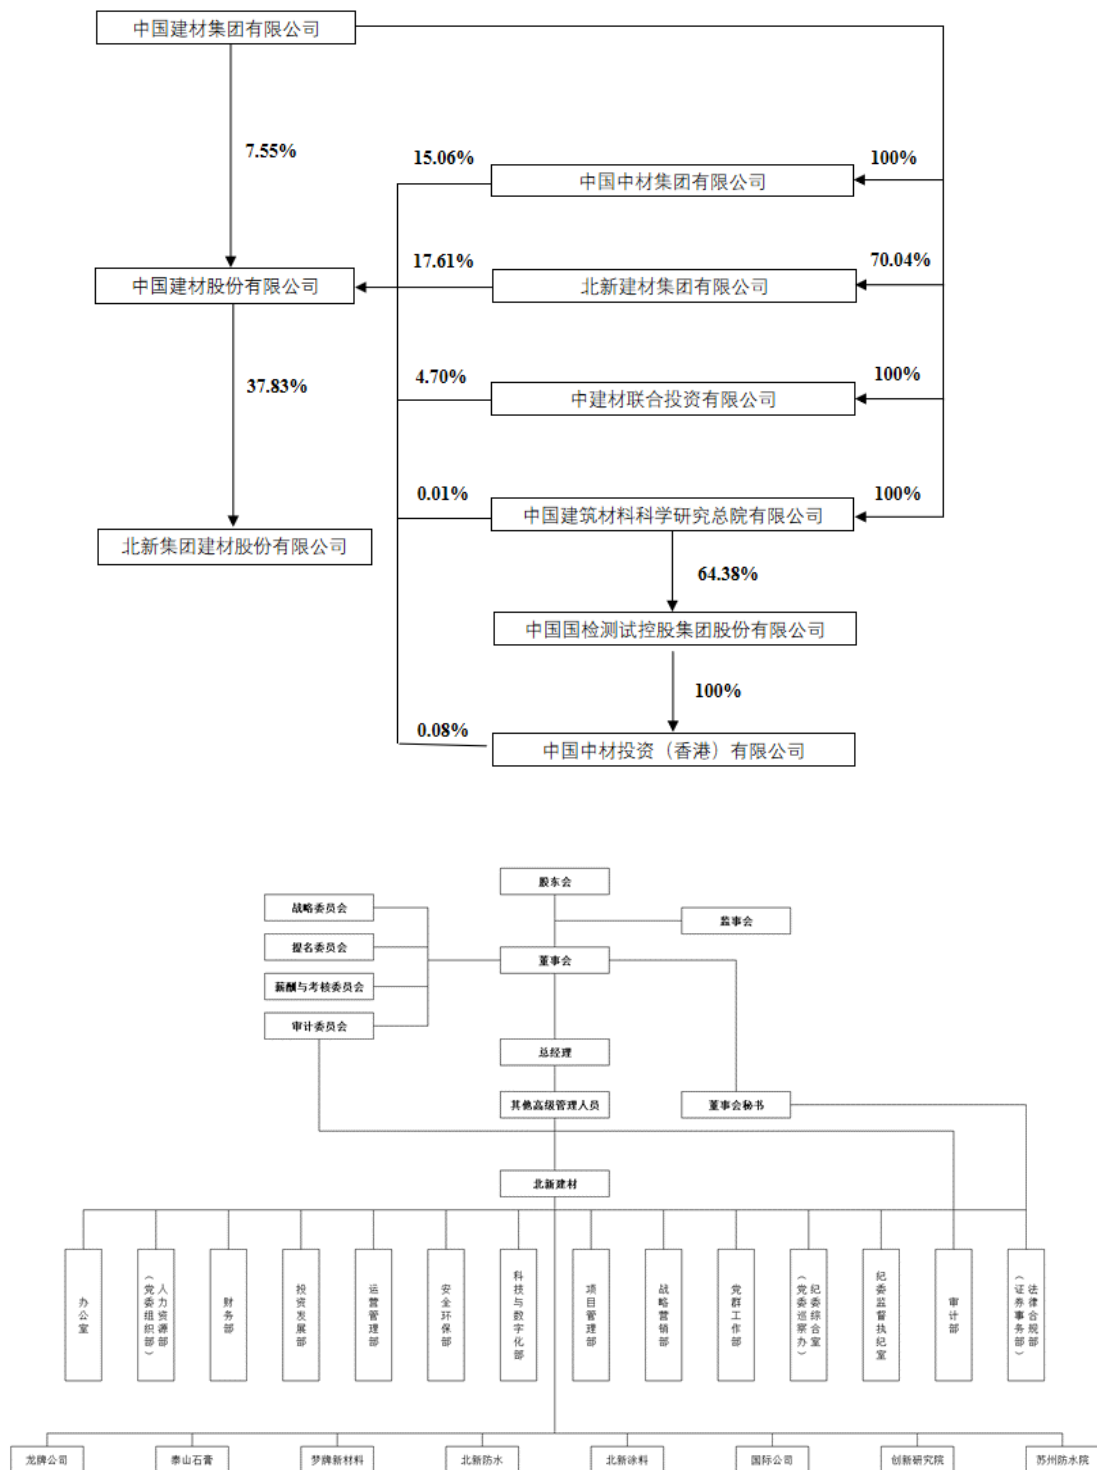 中国建材集团有限公司
7.55%
15.06%
100%
中国中材集团有限公司
17.61%
70.04%
中国建材股份有限公司
北新建材集团有限公司
37.83%
4.70%
100%
中建材联合投资有限公司
0.01%
100%
中国建筑材料科学研究总院有限公司
北新集团建材股份有限公司
64.38%
中国国检测试控股集团股份有限公司
100%
0.08%
中国中材投资（香港）有限公司
股东会
战略委员会
监事会
提名委员会
董事会
薪酬与考核委员会
审计委员会
总经理
其他高级管理人员
董事会秘书
北新建材
办公室
人力资源部
（党委组织部）
财务部
投资发展部
运营管理部
安全环保部
科技与数字化部
项目管理部
战略营销部
党群工作部
纪委综合室
（党委巡察办）
纪委监督执纪室
审计部
法律合规部
（证券事务部）
龙牌公司
泰山石膏
梦牌新材料
北新防水
北新涂料
国际公司
创新研究院
苏州防水院